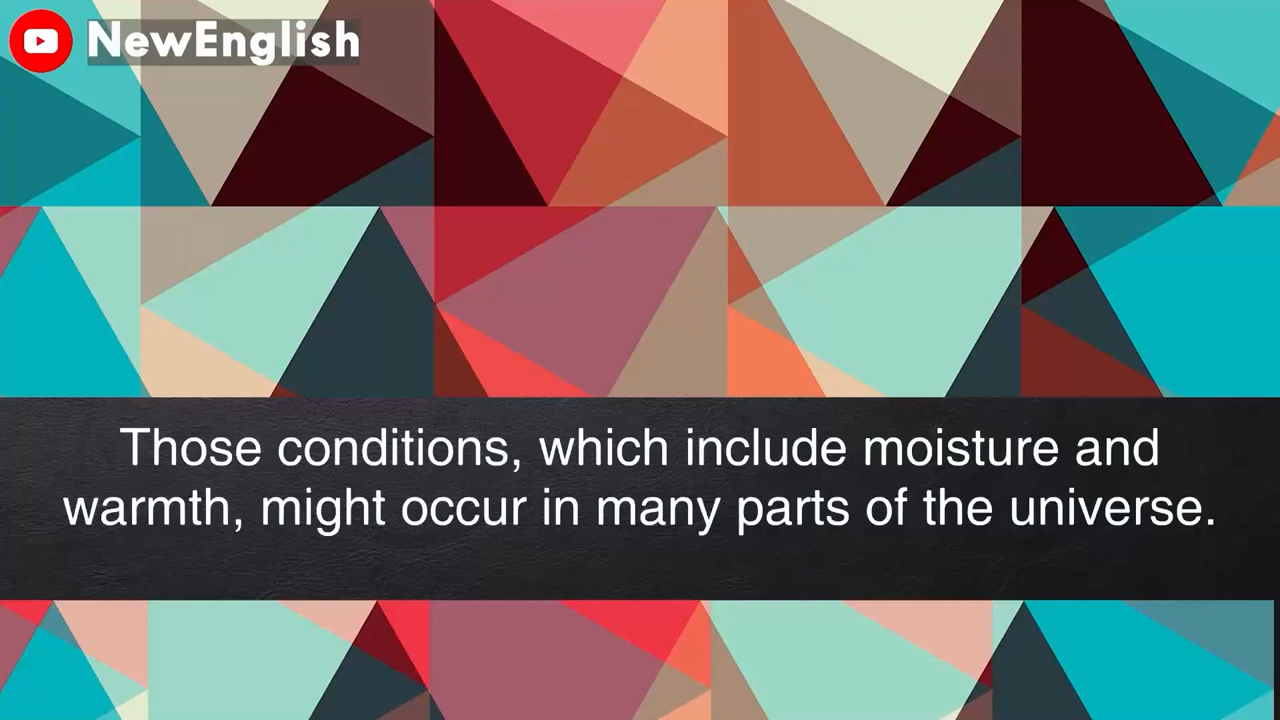 NewEnglish
Those conditions, which include moisture and
warmth, might occur in many parts of the universe.